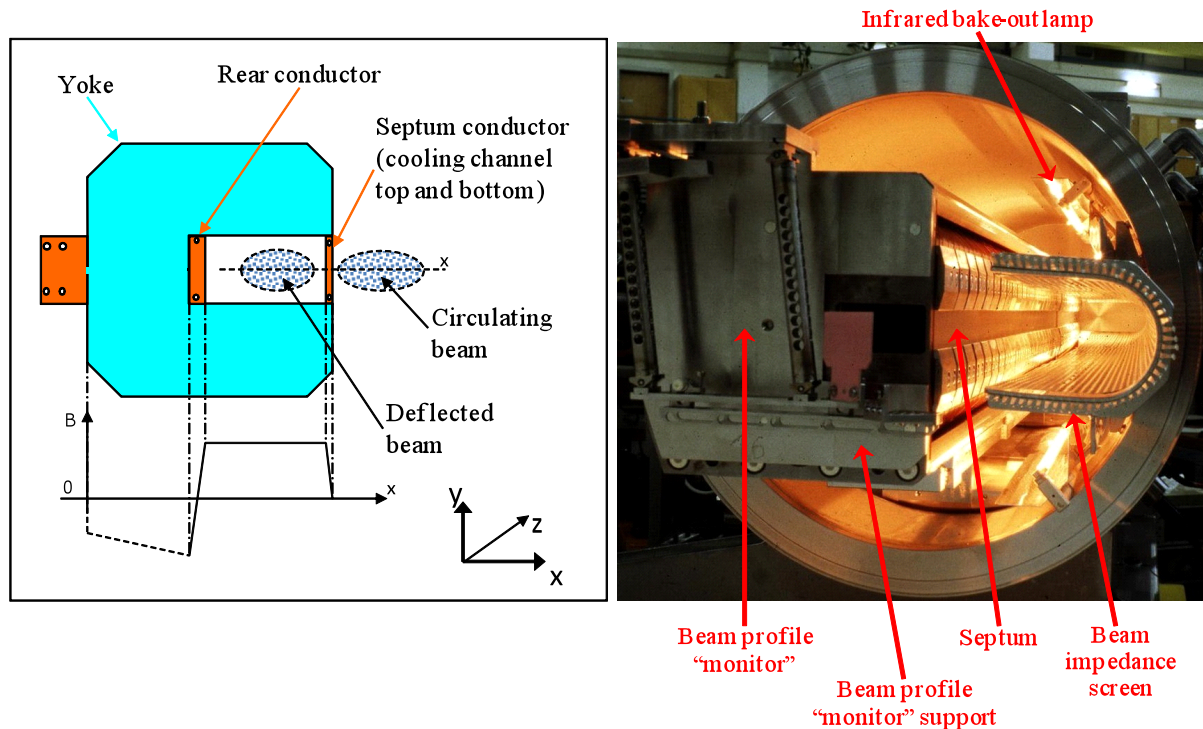 Infrared bake-out lamp
Rear conductor
Yoke
Septum conductor
(cooling channel
top and bottom)
x
Circulating
beam
Deflected
beam
B
0
x
y
z
x
Beam profile
“monitor”
Septum
Beam
impedance
screen
Beam profile
“monitor” support